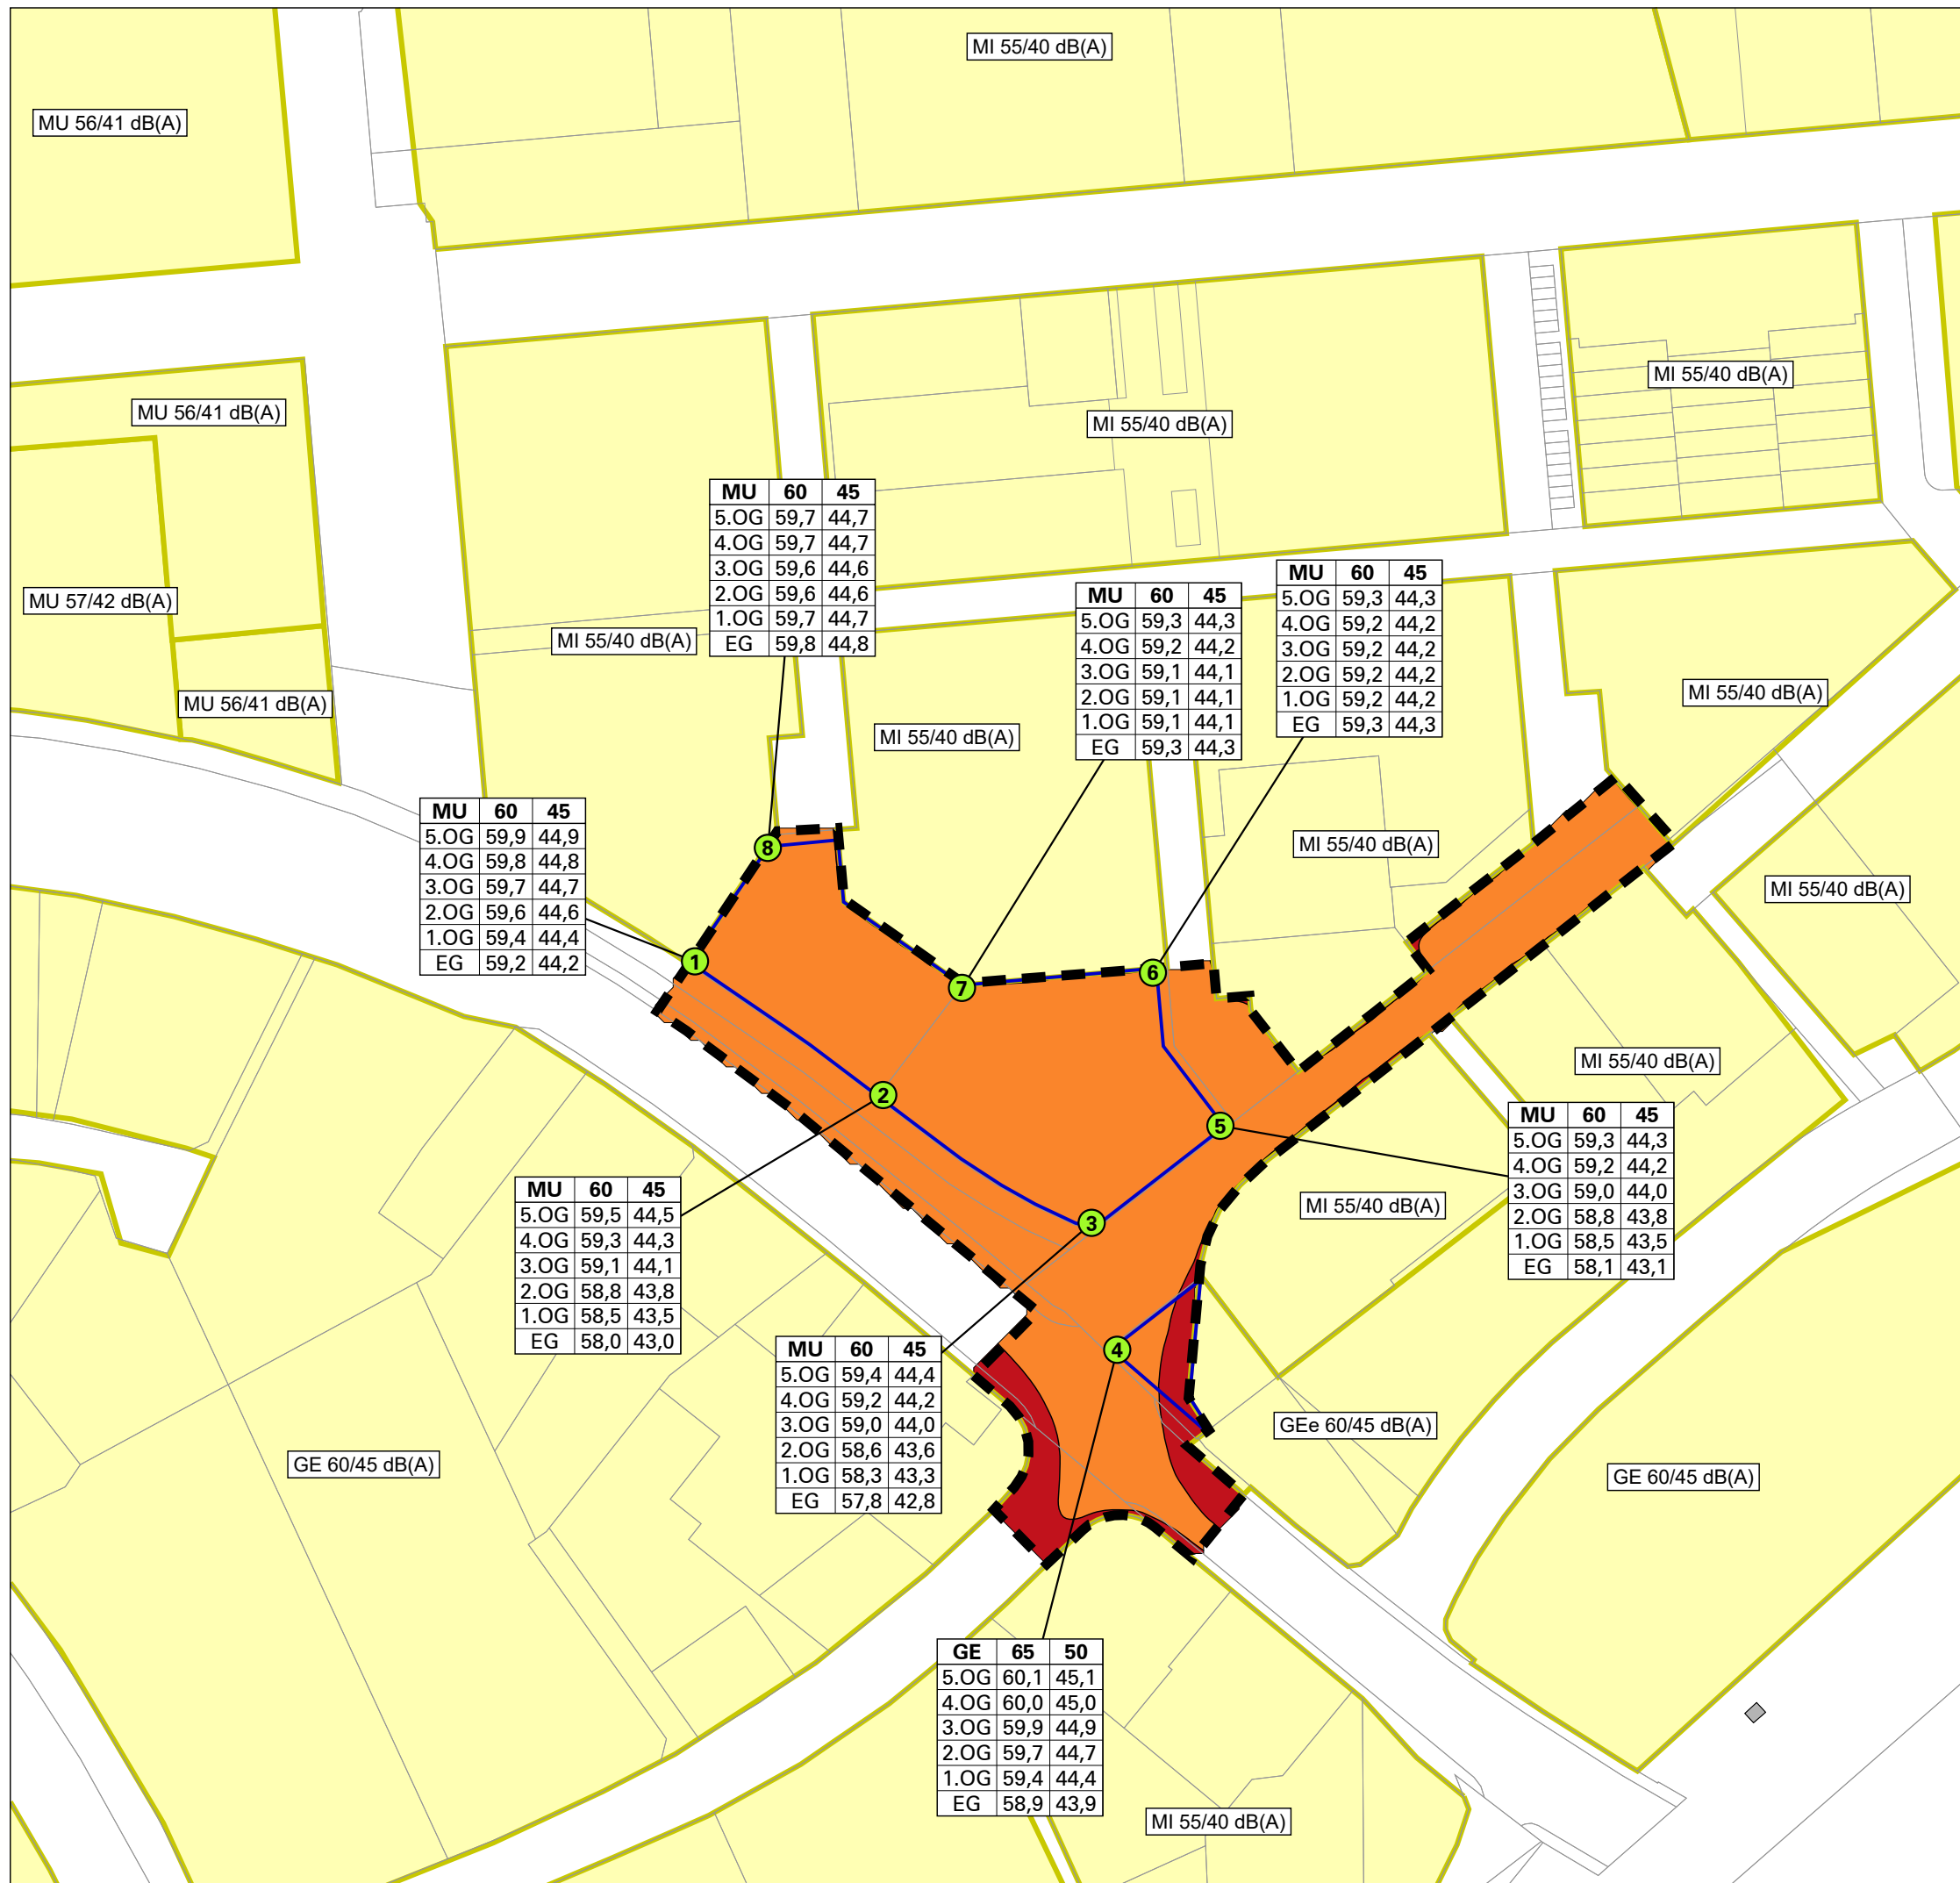 MI 55/40 dB(A)
MU 56/41 dB(A)
MI 55/40 dB(A)
MU 56/41 dB(A)
MI 55/40 dB(A)
MU 60 45
5.OG 59,7 44,7
4.OG 59,7 44,7
3.OG 59,6 44,6
2.OG 59,6 44,6
1.OG 59,7 44,7
EG 59,8 44,8
MU 60 45
5.OG 59,3 44,3
4.OG 59,2 44,2
3.OG 59,2 44,2
2.OG 59,2 44,2
1.OG 59,2 44,2
EG 59,3 44,3
MU 60 45
5.OG 59,3 44,3
4.OG 59,2 44,2
3.OG 59,1 44,1
2.OG 59,1 44,1
1.OG 59,1 44,1
EG 59,3 44,3
MU 57/42 dB(A)
MI 55/40 dB(A)
MI 55/40 dB(A)
MU 56/41 dB(A)
MI 55/40 dB(A)
MU 60 45
5.OG 59,9 44,9
4.OG 59,8 44,8
3.OG 59,7 44,7
2.OG 59,6 44,6
1.OG 59,4 44,4
EG 59,2 44,2
MI 55/40 dB(A)
8
MI 55/40 dB(A)
1
6
7
MI 55/40 dB(A)
2
5
MU 60 45
5.OG 59,3 44,3
4.OG 59,2 44,2
3.OG 59,0 44,0
2.OG 58,8 43,8
1.OG 58,5 43,5
EG 58,1 43,1
MU 60 45
5.OG 59,5 44,5
4.OG 59,3 44,3
3.OG 59,1 44,1
2.OG 58,8 43,8
1.OG 58,5 43,5
EG 58,0 43,0
MI 55/40 dB(A)
3
4
MU 60 45
5.OG 59,4 44,4
4.OG 59,2 44,2
3.OG 59,0 44,0
2.OG 58,6 43,6
1.OG 58,3 43,3
EG 57,8 42,8
GEe 60/45 dB(A)
GE 60/45 dB(A)
GE 60/45 dB(A)
GE 65 50
5.OG 60,1 45,1
4.OG 60,0 45,0
3.OG 59,9 44,9
2.OG 59,7 44,7
1.OG 59,4 44,4
EG 58,9 43,9
MI 55/40 dB(A)